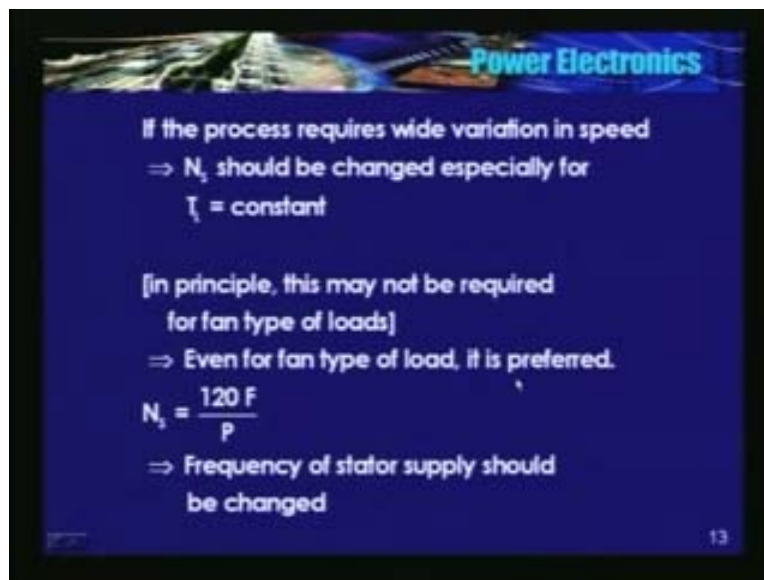 Power Electronics
If the process requires wide variation in speed
⇒ Nₛ should be changed especially for
T_L = constant
[in principle, this may not be required
for fan type of loads]
⇒ Even for fan type of load, it is preferred.
Nₛ = 120 F / P
⇒ Frequency of stator supply should
be changed
13